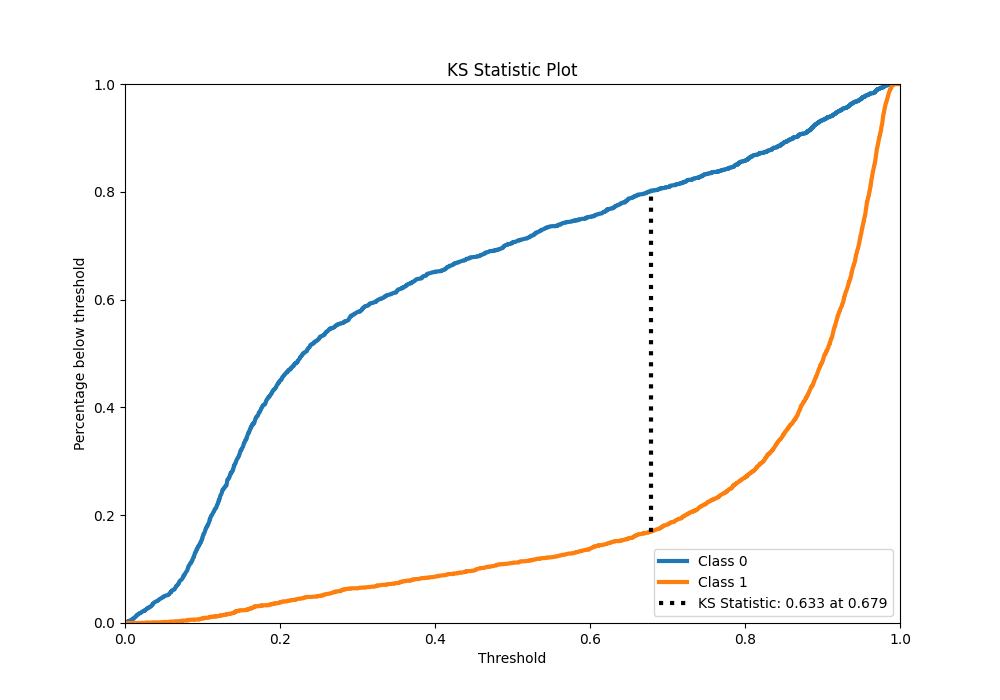 KS Statistic Plot
1.0
0.8
0.6
0.4
0.2
0.0
Percentage below threshold
0.0 0.2 0.4 0.6 0.8 1.0
Threshold
Class 0
Class 1
KS Statistic: 0.633 at 0.679